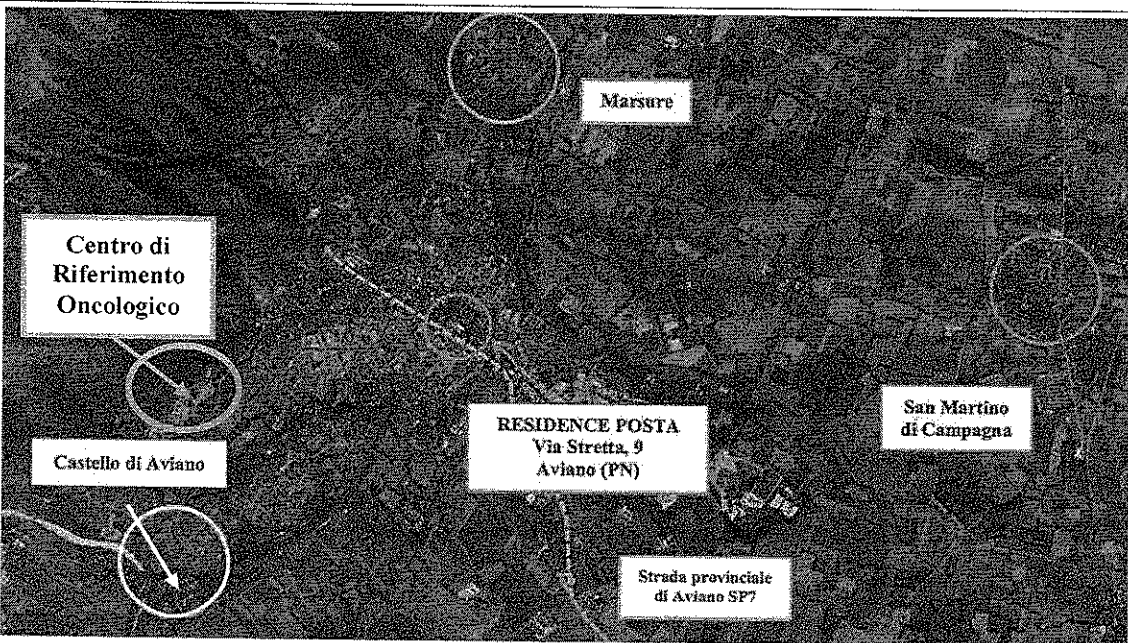 Marsure
Centro di
Riferimento
Oncologico
RESIDENCE POSTA
Via Stretta, 9
Aviano (PN)
San Martino
di Campagna
Castello di Aviano
Strada provinciale
di Aviano SP7